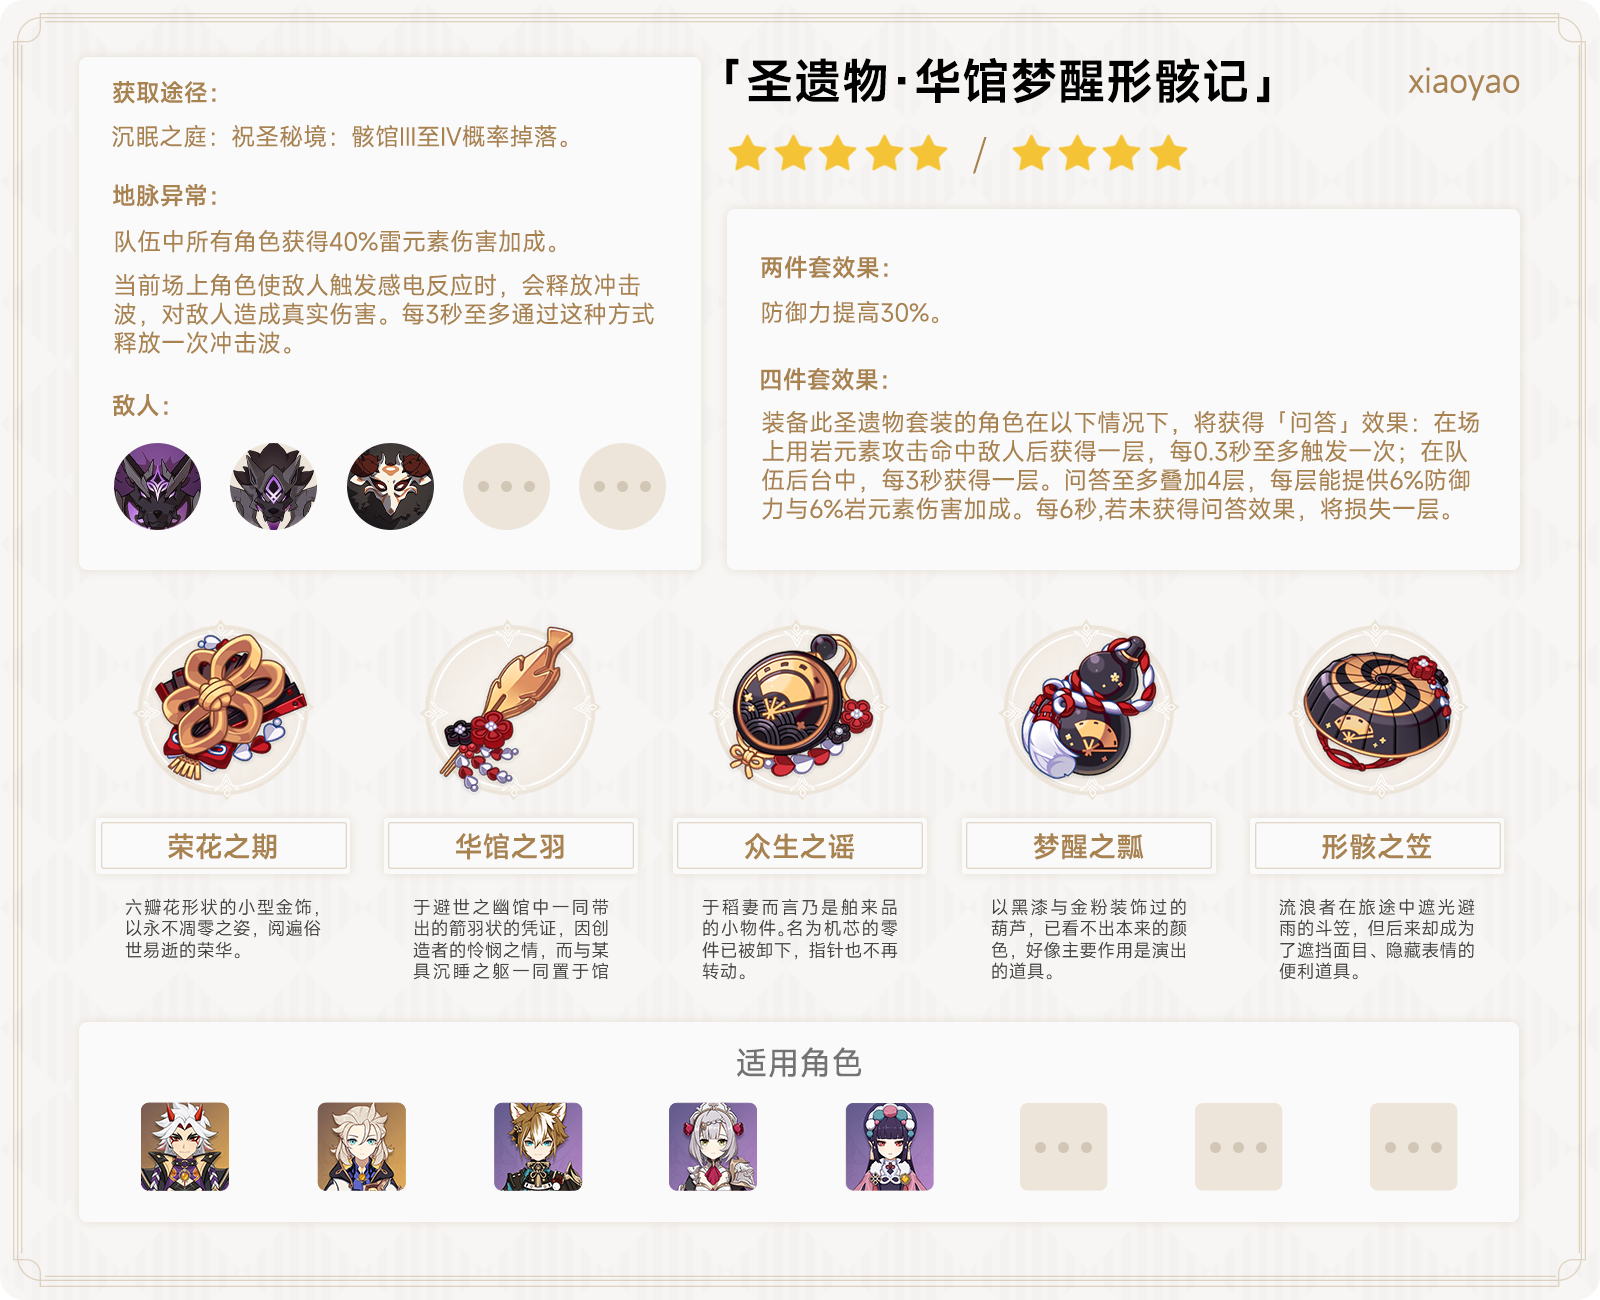 获取途径：
沉眠之庭：祝圣秘境：骸馆III至IV概率掉落。
地脉异常：
队伍中所有角色获得40%雷元素伤害加成。
当前场上角色使敌人触发感电反应时，会释放冲击
波，对敌人造成真实伤害。每3秒至多通过这种方式
释放一次冲击波。
敌人：
「圣遗物·华馆梦醒形骸记」
xiaoyao
/
两件套效果：
防御力提高30%。
四件套效果：
装备此圣遗物套装的角色在以下情况下，将获得「问答」效果：在场
上用岩元素攻击命中敌人后获得一层，每0.3秒至多触发一次；在队
伍后台中，每3秒获得一层。问答至多叠加4层，每层能提供6%防御
力与6%岩元素伤害加成。每6秒,若未获得问答效果，将损失一层。
荣花之期
六瓣花形状的小型金饰，
以永不凋零之姿，阅遍俗
世易逝的荣华。
华馆之羽
于避世之幽馆中一同带
出的箭羽状的凭证，因创
造者的怜悯之情，而与某
具沉睡之躯一同置于馆
众生之谣
于稻妻而言乃是舶来品
的小物件。名为机芯的零
件已被卸下，指针也不再
转动。
梦醒之瓢
以黑漆与金粉装饰过的
葫芦，已看不出本来的颜
色，好像主要作用是演出
的道具。
形骸之笠
流浪者在旅途中遮光避
雨的斗笠，但后来却成为
了遮挡面目、隐藏表情的
便利道具。
适用角色